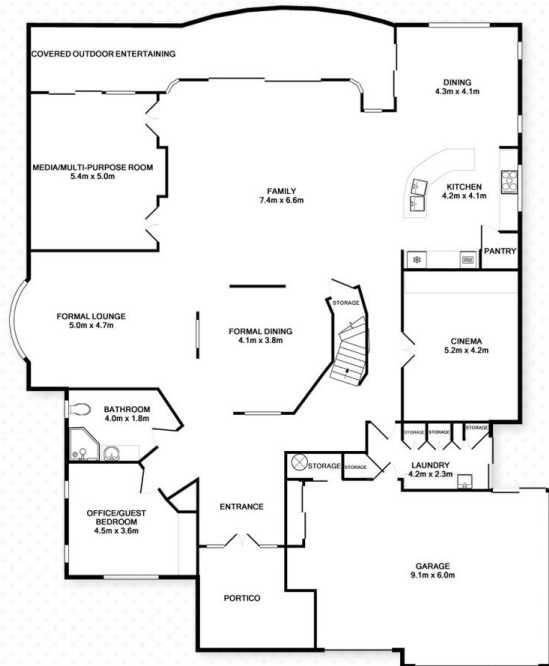 COVERED OUTDOOR ENTERTAINING
DINING
4.3m x 4.1m
MEDIA/MULTI-PURPOSE ROOM
5.4m x 5.0m
FAMILY
7.4m x 6.6m
KITCHEN
4.2m x 4.1m
PANTRY
STORAGE
FORMAL LOUNGE
5.0m x 4.7m
FORMAL DINING
4.1m x 3.8m
CINEMA
5.2m x 4.2m
BATHROOM
4.0m x 1.8m
STORAGE
STORAGE
STORAGE
STORAGE
STORAGE
LAUNDRY
4.2m x 2.3m
OFFICE/GUEST
BEDROOM
4.5m x 3.6m
ENTRANCE
GARAGE
9.1m x 6.0m
PORTICO